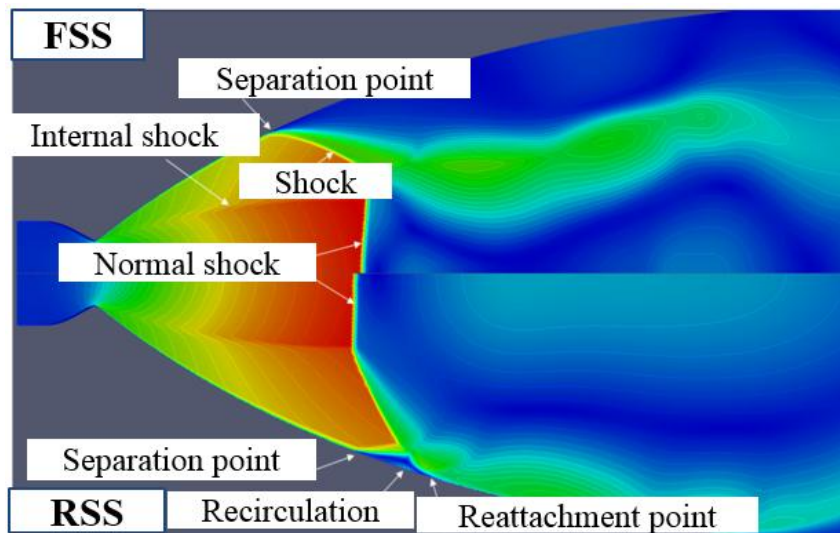 FSS
Separation point
Internal shock
Shock
Normal shock
Separation point
RSS
Recirculation
Reattachment point